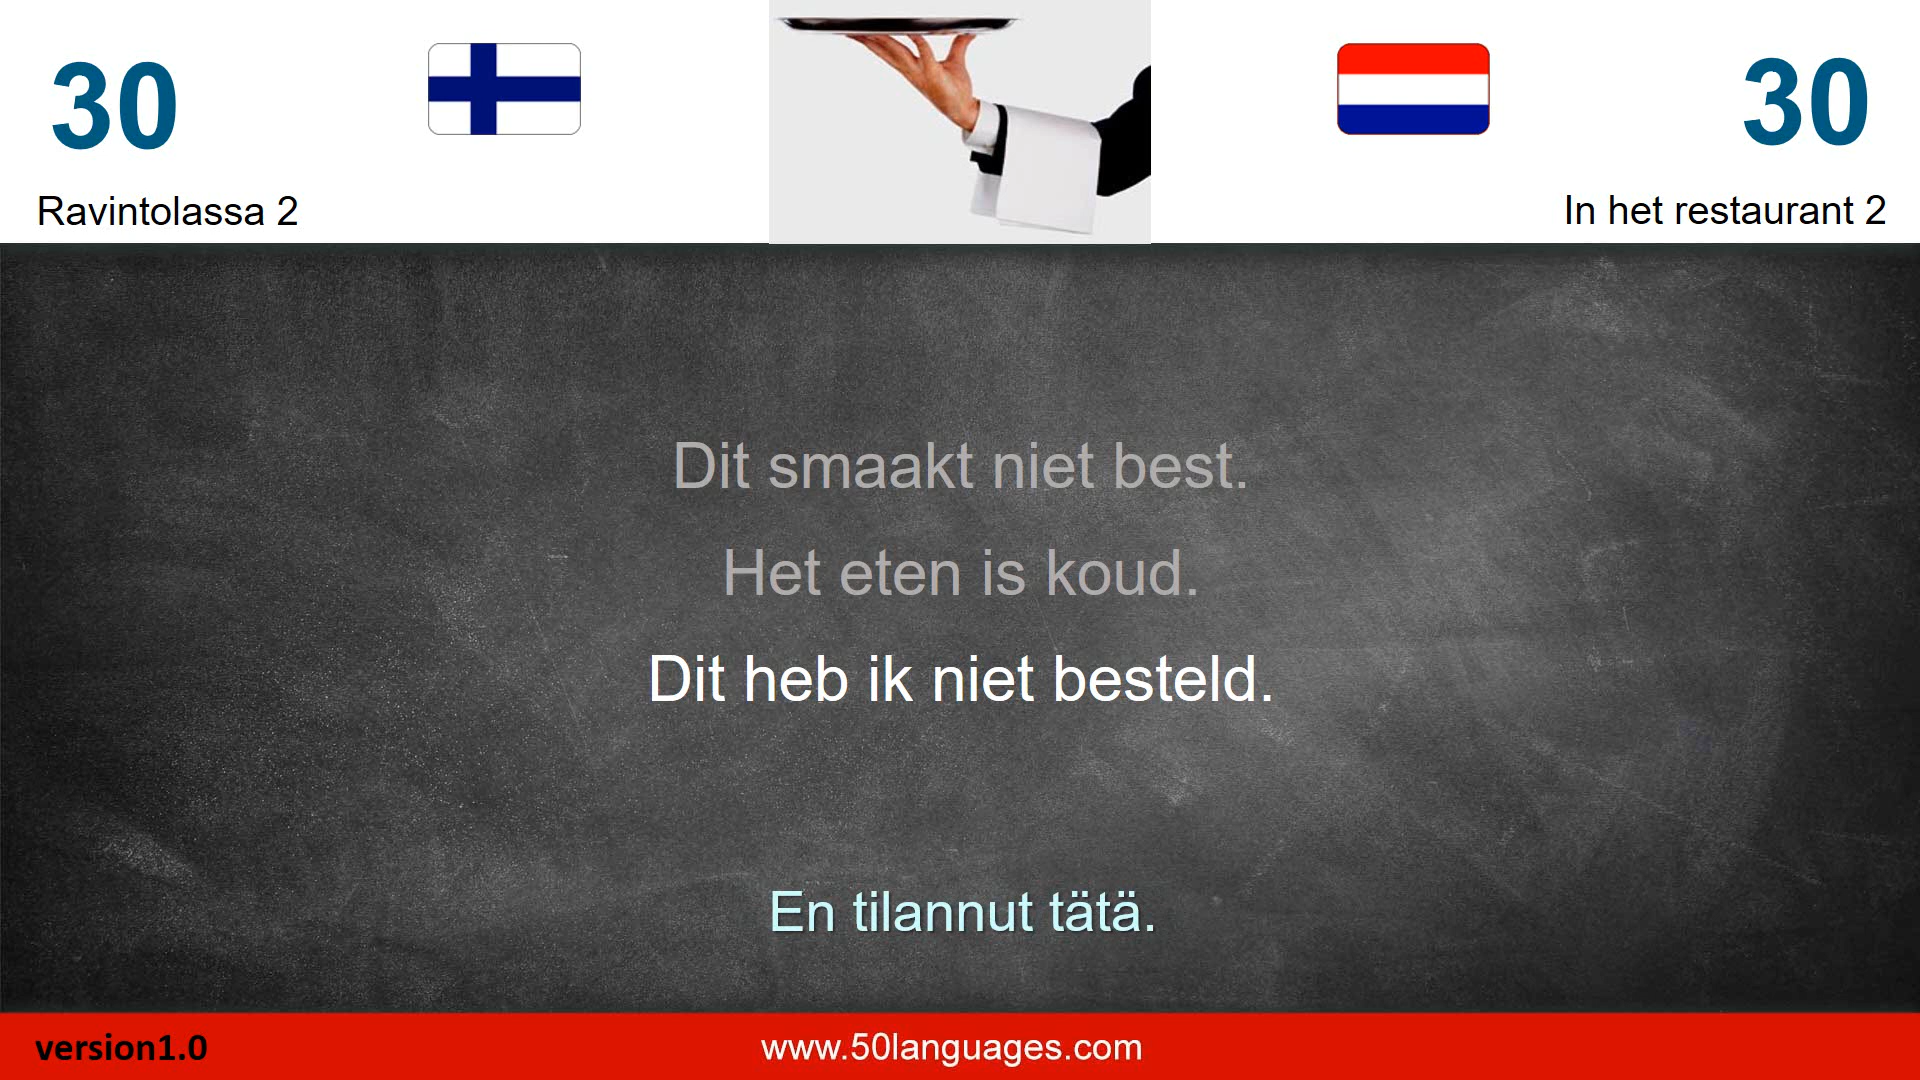 30
30
Ravintolassa 2
In het restaurant 2
Dit smaakt niet best.
Het eten is koud.
Dit heb ik niet besteld.
En tilannut tätä.
version1.0
www.50languages.com